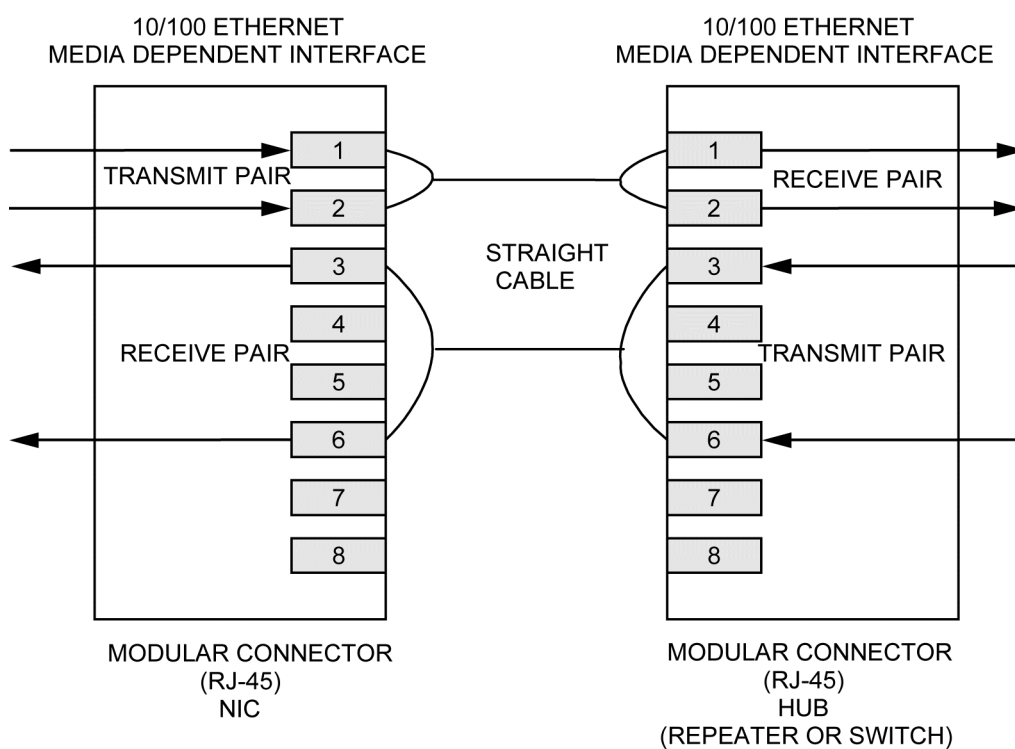 10/100 ETHERNET
MEDIA DEPENDENT INTERFACE
10/100 ETHERNET
MEDIA DEPENDENT INTERFACE
1
TRANSMIT PAIR
2
3
4
RECEIVE PAIR
5
6
7
8
STRAIGHT
CABLE
1
RECEIVE PAIR
2
3
4
TRANSMIT PAIR
5
6
7
8
MODULAR CONNECTOR
(RJ-45)
NIC
MODULAR CONNECTOR
(RJ-45)
HUB
(REPEATER OR SWITCH)